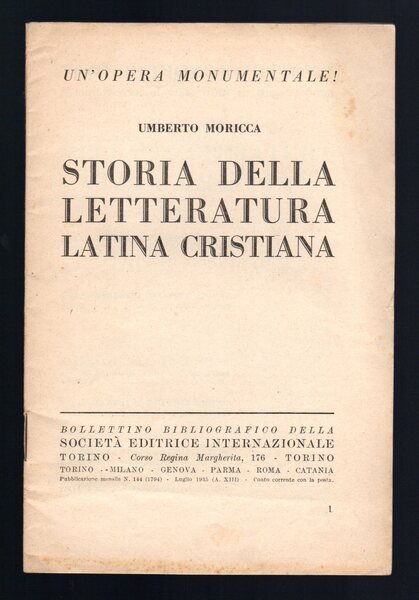 UN'OPERA MONUMENTALE!
UMBERTO MORICCA
STORIA DELLA
LETTERATURA
LATINA CRISTIANA
BOLLETTINO BIBLIOGRAFICO DELLA
SOCIETÀ EDITRICE INTERNAZIONALE
TORINO - Corso Regina Margherita, 176 - TORINO
TORINO - MILANO - GENOVA - PARMA - ROMA - CATANIA
Pubblicazione mensile N. 144 (1704) - Luglio 1935 (A. XIII) - Conto corrente con la posta.
1